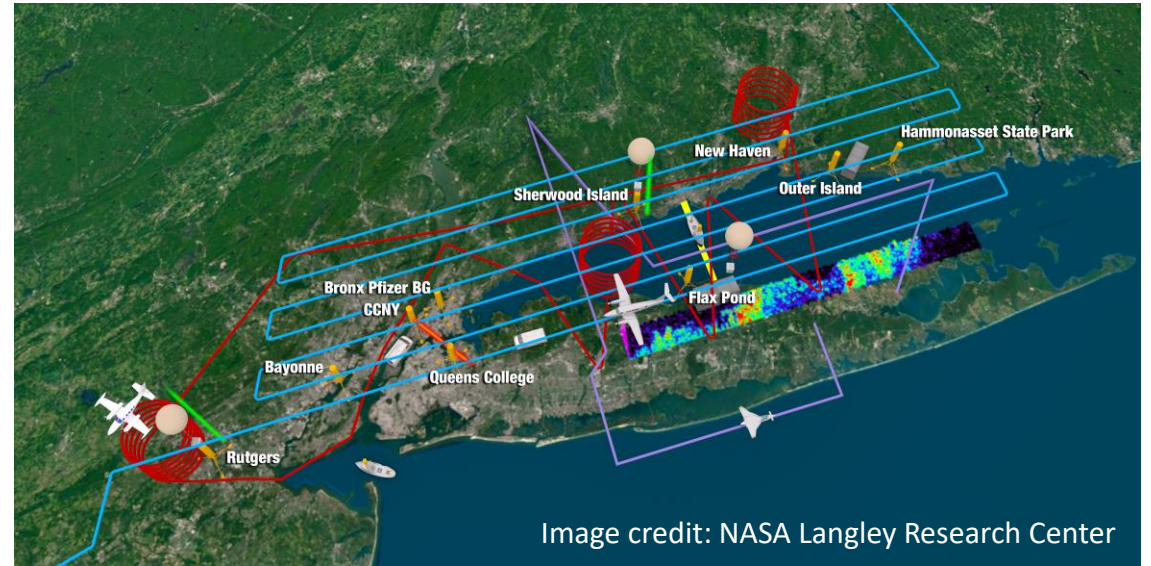 Hammonasset State Park
New Haven
Outer Island
Sherwood Island
Bronx Pfizer BG
CCNY
Flax Pond
Bayonne
Queens College
Rutgers
Image credit: NASA Langley Research Center